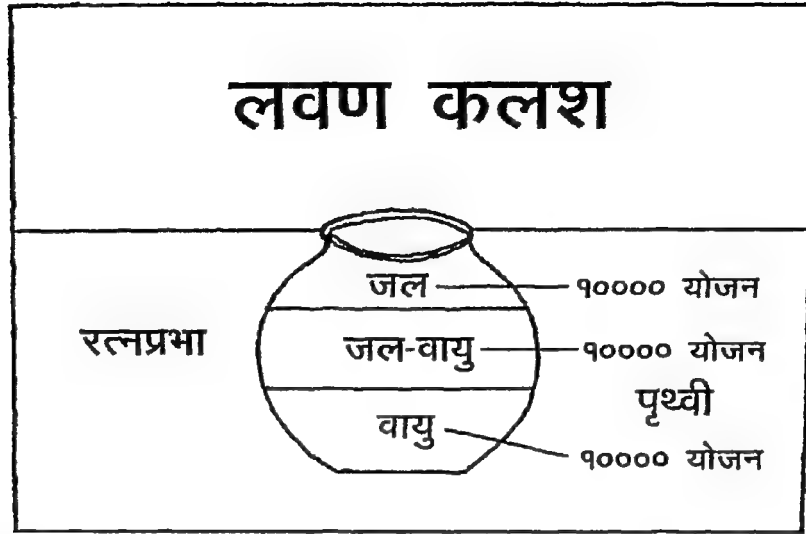 लवण कलश
जल १०००० योजन
रत्नप्रभा जल-वायु १०००० योजन
पृथ्वी
वायु १०००० योजन